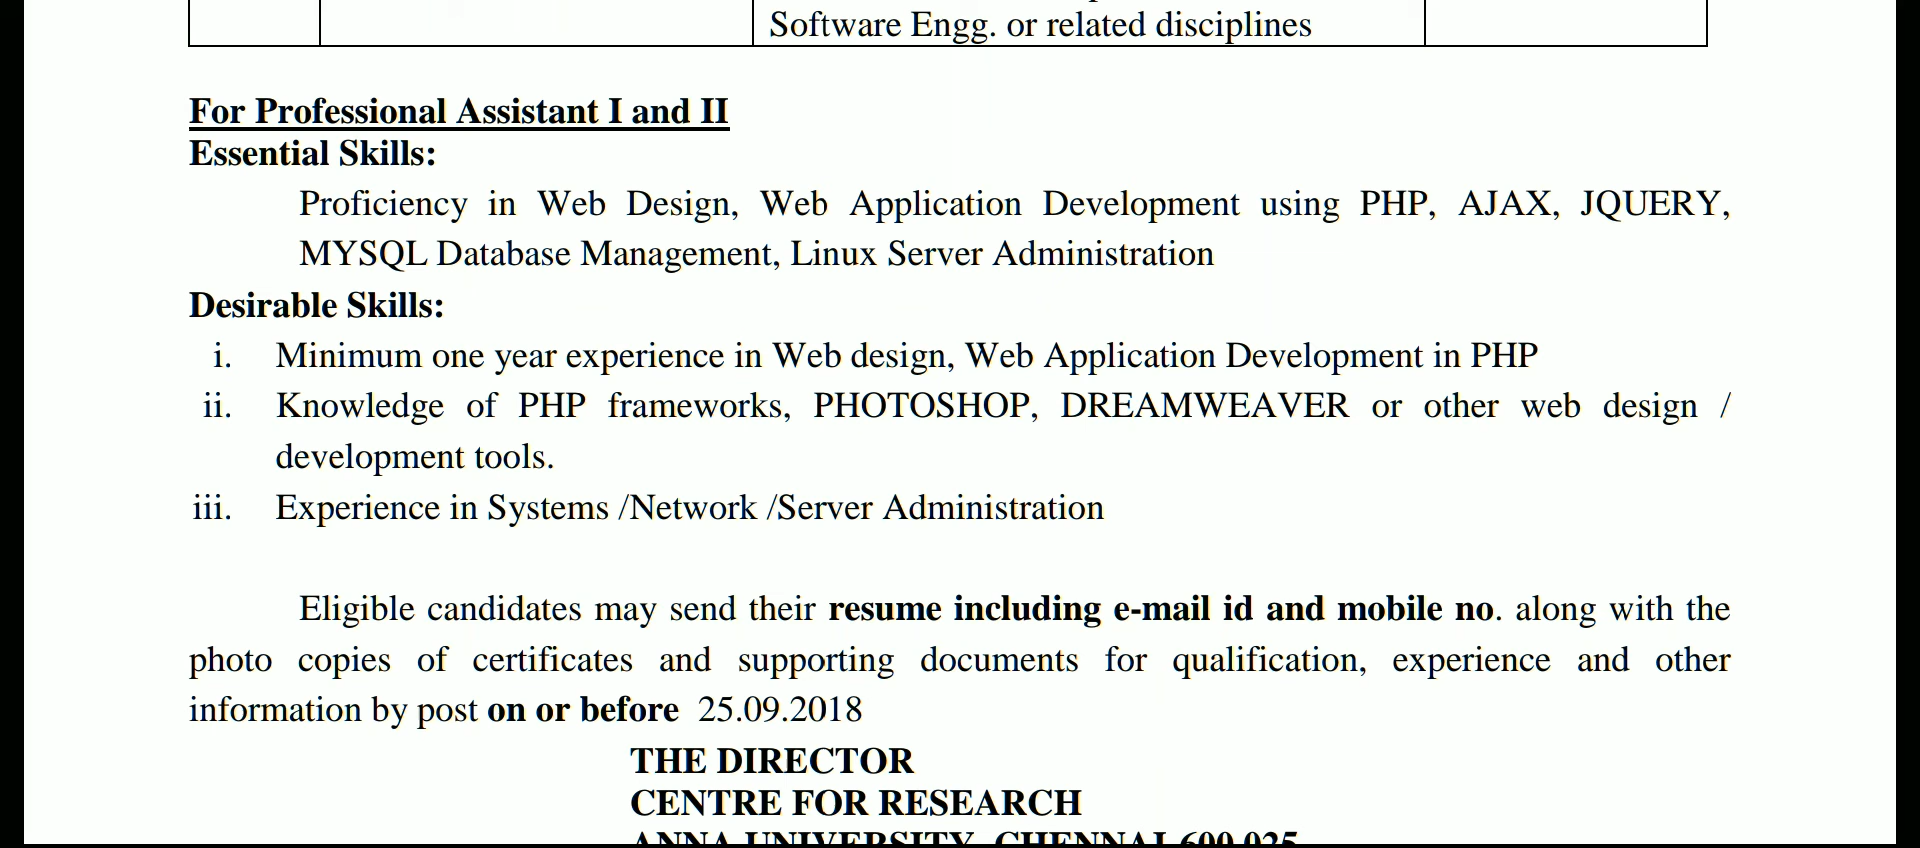 Software Engg. or related disciplines
For Professional Assistant I and II
Essential Skills:
Proficiency in Web Design, Web Application Development using PHP, AJAX, JQUERY,
MYSQL Database Management, Linux Server Administration
Desirable Skills:
i. Minimum one year experience in Web design, Web Application Development in PHP
ii. Knowledge of PHP frameworks, PHOTOSHOP, DREAMWEAVER or other web design /
development tools.
iii. Experience in Systems /Network /Server Administration
Eligible candidates may send their resume including e-mail id and mobile no. along with the
photo copies of certificates and supporting documents for qualification, experience and other
information by post on or before 25.09.2018
THE DIRECTOR
CENTRE FOR RESEARCH
ANNA UNIVERSITY, CHENNAI 600 025